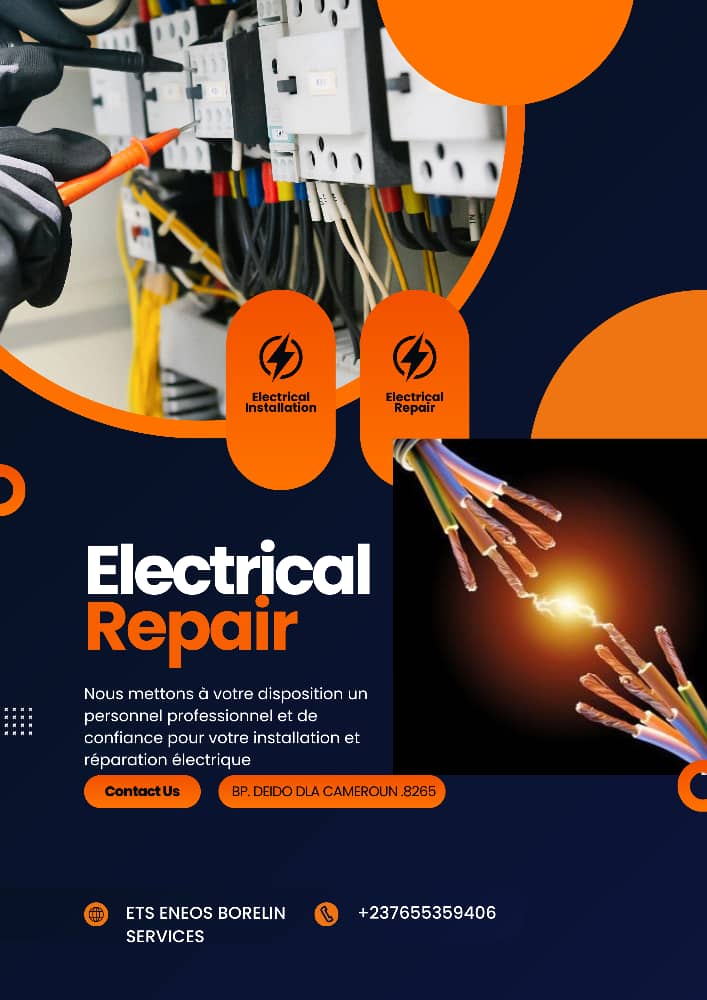 Electrical
Installation
Electrical
Repair
Electrical
Repair
Nous mettons à votre disposition un
personnel professionnel et de
confiance pour votre installation et
réparation électrique
Contact Us
BP. DEIDO DLA CAMEROUN .8265
ETS ENEOS BORELIN
SERVICES
+237655359406